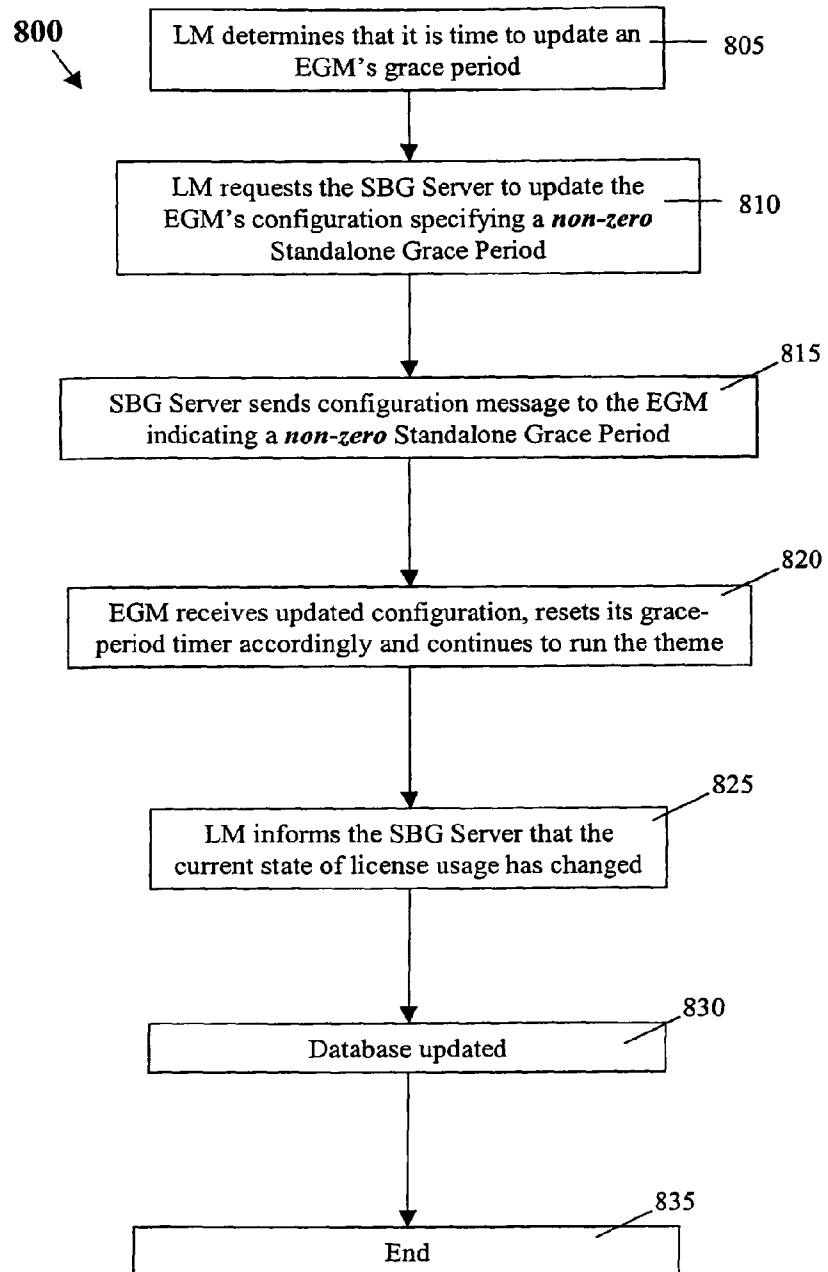 800
LM determines that it is time to update an
EGM's grace period
805
LM requests the SBG Server to update the
EGM's configuration specifying a non-zero
Standalone Grace Period
810
815
SBG Server sends configuration message to the EGM
indicating a non-zero Standalone Grace Period
820
EGM receives updated configuration, resets its grace-
period timer accordingly and continues to run the theme
825
LM informs the SBG Server that the
current state of license usage has changed
830
Database updated
835
End